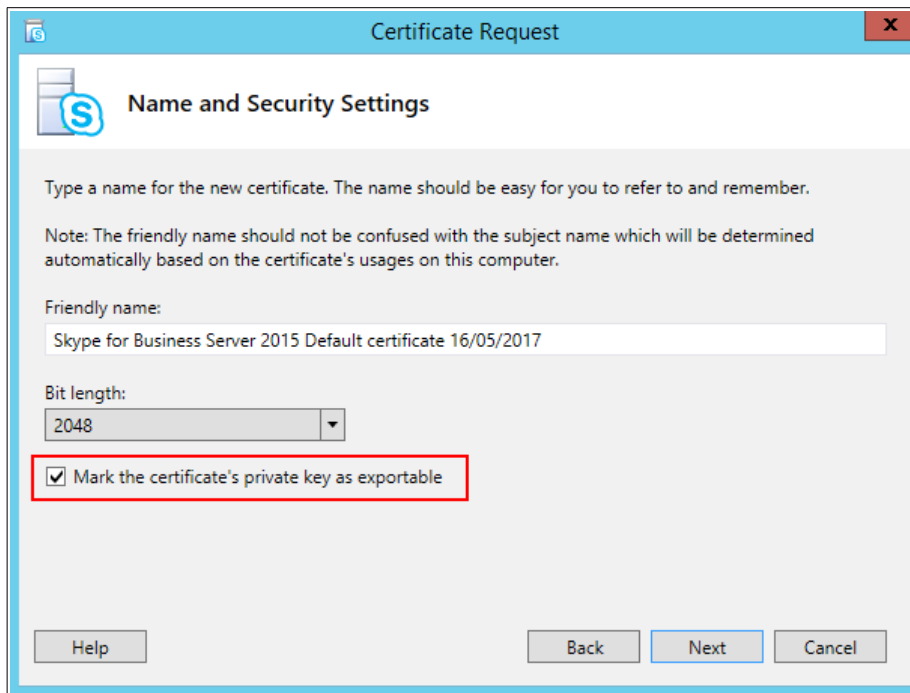 Certificate Request
Name and Security Settings
Type a name for the new certificate. The name should be easy for you to refer to and remember.
Note: The friendly name should not be confused with the subject name which will be determined
automatically based on the certificate's usages on this computer.
Friendly name:
Skype for Business Server 2015 Default certificate 16/05/2017
Bit length:
2048
Mark the certificate's private key as exportable
Help Back Next Cancel